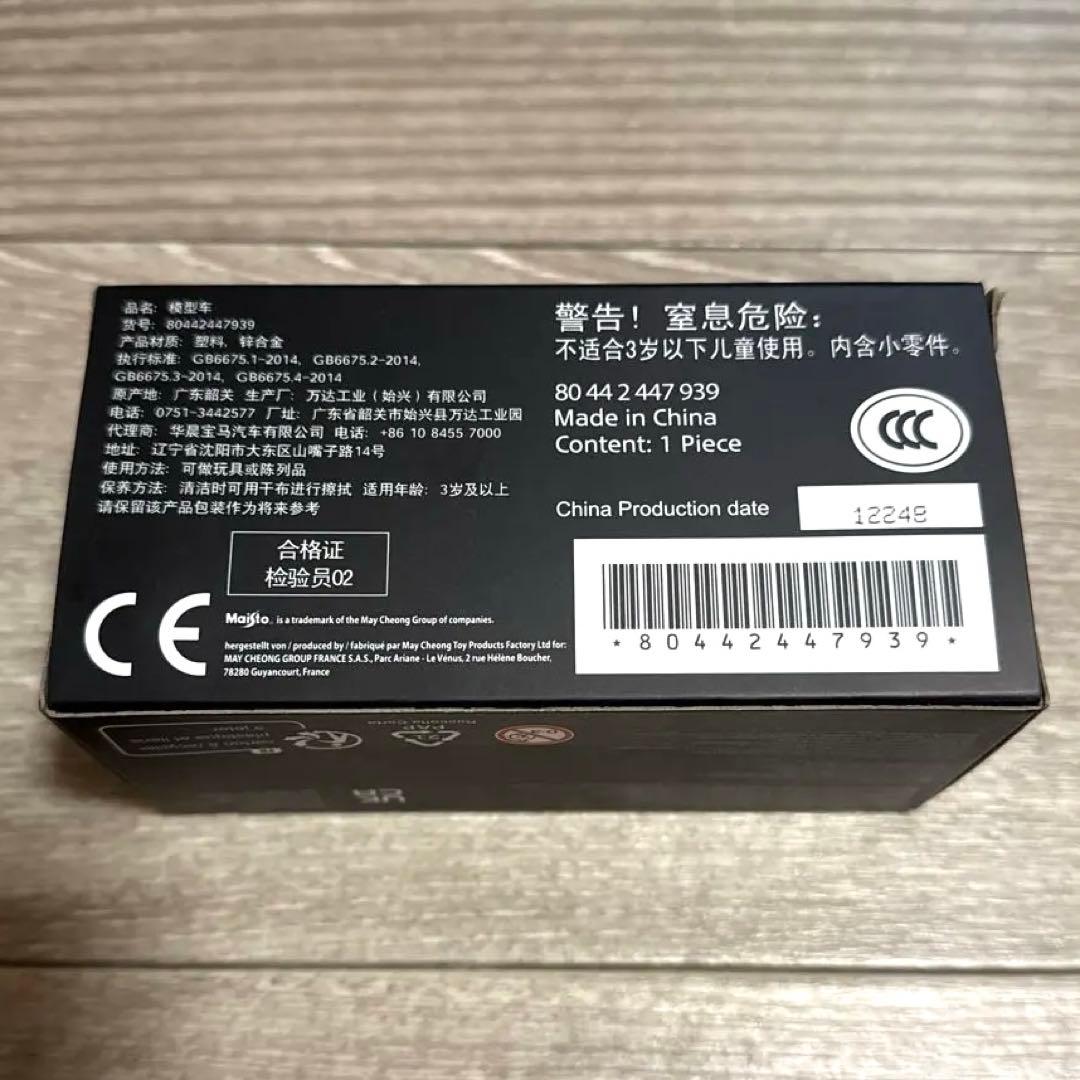 品名: 模型车
货号: 80442447939
产品材质: 塑料, 锌合金
执行标准: GB6675.1-2014, GB6675.2-2014,
GB6675.3-2014, GB6675.4-2014
原产地: 广东韶关 生产厂: 万达工业（始兴）有限公司
电话: 0751-3442577 厂址: 广东省韶关市始兴县万达工业园
代理商: 华晨宝马汽车有限公司 电话: +86 10 8455 7000
地址: 辽宁省沈阳市大东区山嘴子路14号
使用方法: 可做玩具或陈列品
保养方法: 清洁时可用干布进行擦拭 适用年龄: 3岁及以上
请保留该产品包装作为将来参考
合格证
检验员02
CE
Maisto is a trademark of the May Cheong Group of companies.
hergestellt von / produced by / fabriqué par May Cheong Toy Products Factory Ltd for:
MAY CHEONG GROUP FRANCE S.A.S., Parc Ariane - Le Vénus, 2 rue Hélène Boucher,
78280 Guyancourt, France
警告! 窒息危险:
不适合3岁以下儿童使用。内含小零件。
80 44 2 447 939
Made in China
Content: 1 Piece
CCC
China Production date
12248
*80442447939*
PAP
Raccolta Carta
carton à recycler
plastique et liens
à jeter
FR